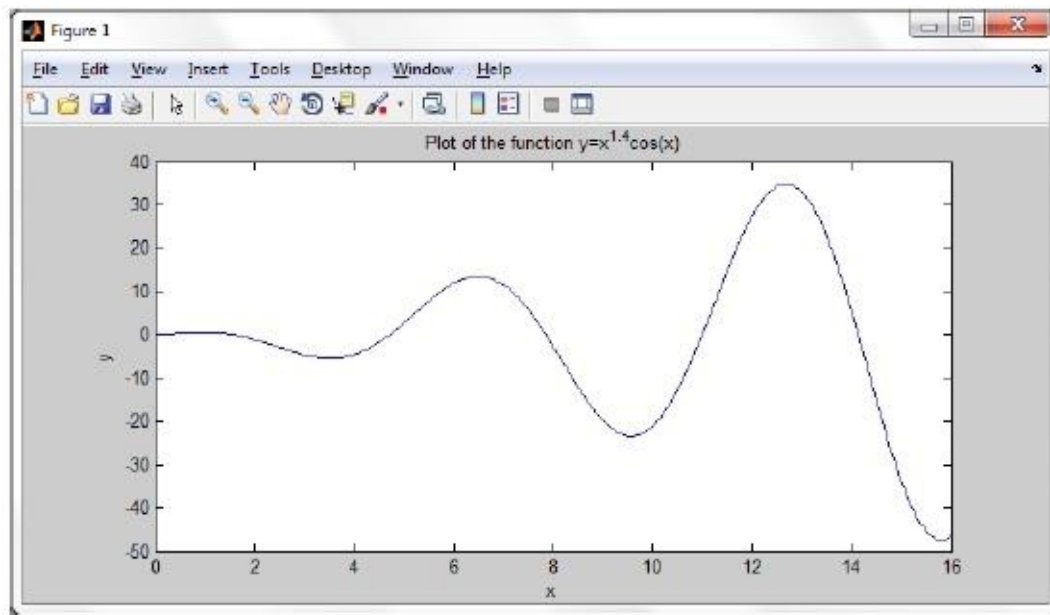 Figure 1
File Edit View Insert Tools Desktop Window Help
Plot of the function y=x^1.4cos(x)
40
30
20
10
0
-10
-20
-30
-40
-50
y
0 2 4 6 8 10 12 14 16
x